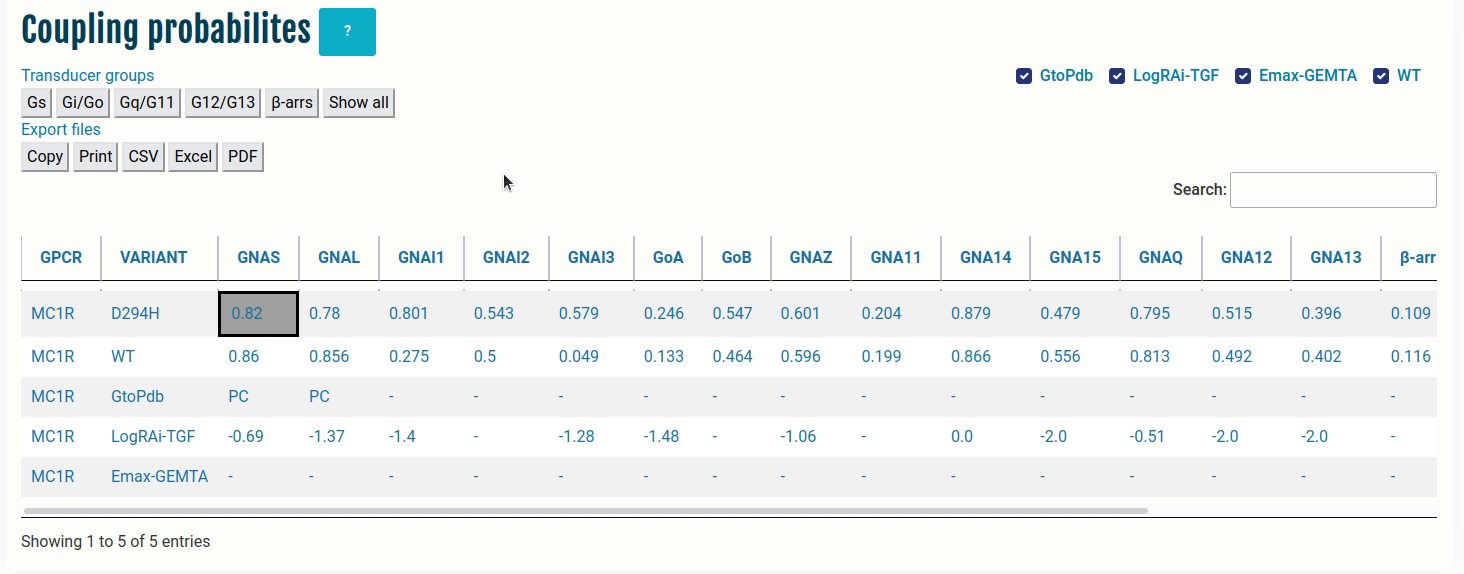 Coupling probabilites ?
Transducer groups
GtoPdb LogRAi-TGF Emax-GEMTA WT
Gs Gi/Go Gq/G11 G12/G13 β-arrs Show all
Export files
Copy Print CSV Excel PDF
Search:
GPCR VARIANT GNAS GNAL GNAI1 GNAI2 GNAI3 GoA GoB GNAZ GNA11 GNA14 GNA15 GNAQ GNA12 GNA13 β-arr
MC1R D294H 0.82 0.78 0.801 0.543 0.579 0.246 0.547 0.601 0.204 0.879 0.479 0.795 0.515 0.396 0.109
MC1R WT 0.86 0.856 0.275 0.5 0.049 0.133 0.464 0.596 0.199 0.866 0.556 0.813 0.492 0.402 0.116
MC1R GtoPdb PC PC - - - - - - - - - - - - -
MC1R LogRAi-TGF -0.69 -1.37 -1.4 - -1.28 -1.48 - -1.06 - 0.0 -2.0 -0.51 -2.0 -2.0 -
MC1R Emax-GEMTA - - - - - - - - - - - - - - -
Showing 1 to 5 of 5 entries